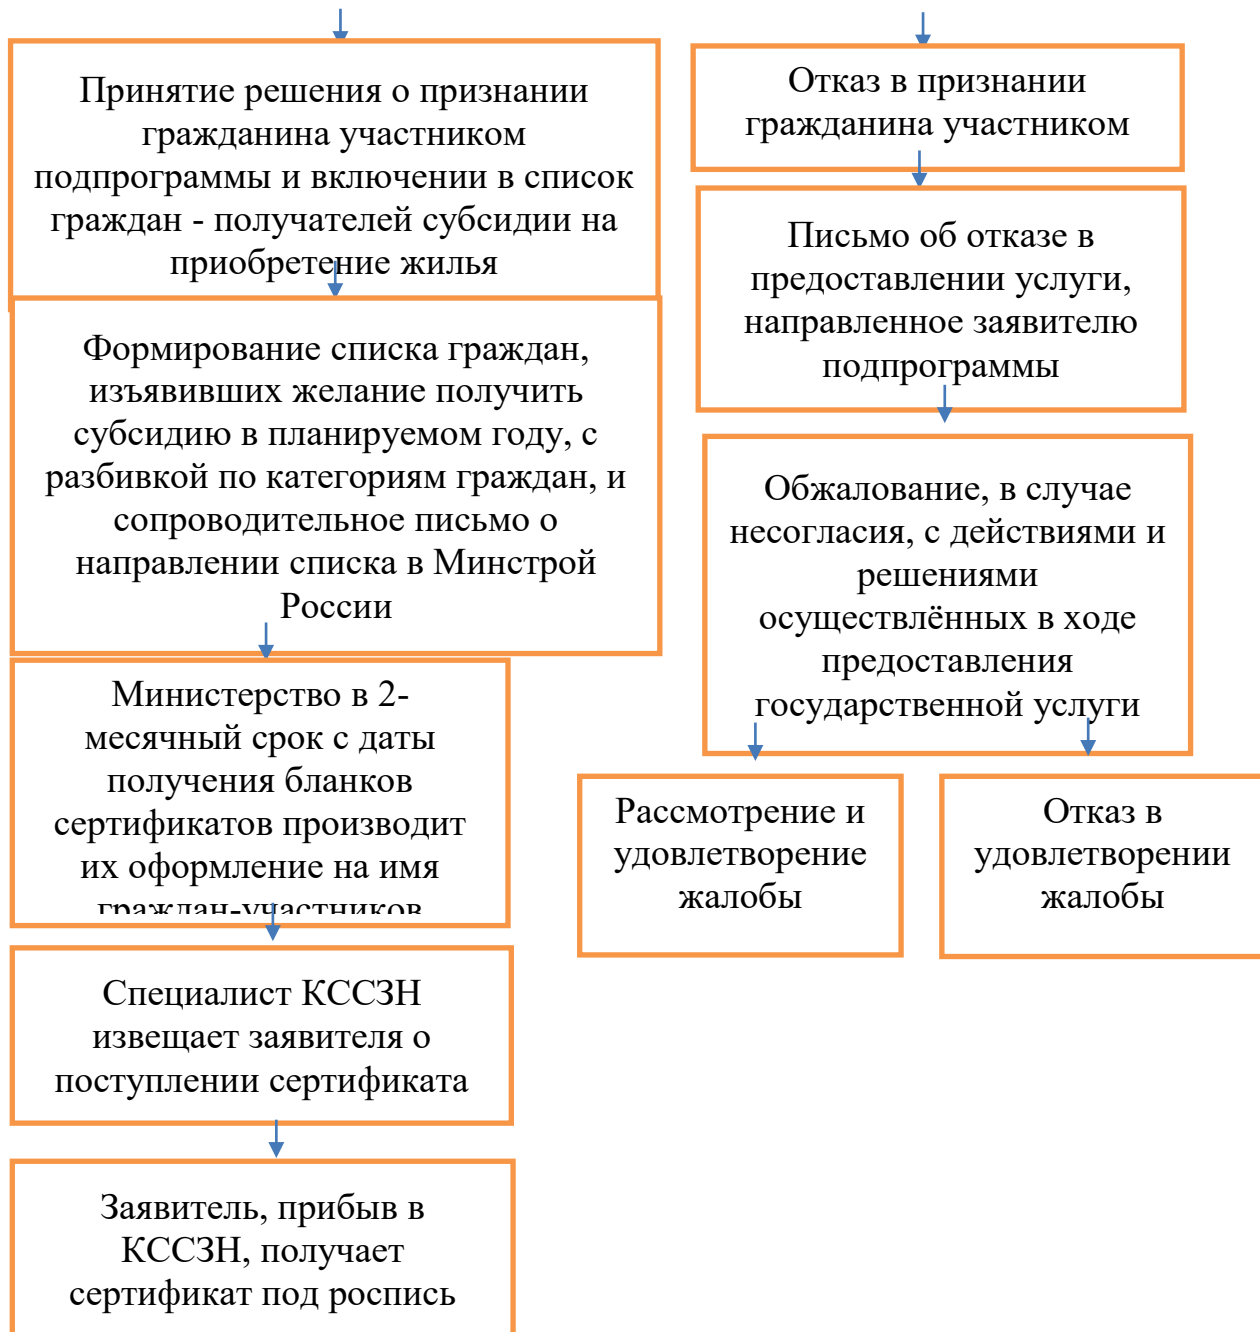 Принятие решения о признании
гражданина участником
подпрограммы и включении в список
граждан - получателей субсидии на
приобретение жилья
Формирование списка граждан,
изъявивших желание получить
субсидию в планируемом году, с
разбивкой по категориям граждан, и
сопроводительное письмо о
направлении списка в Минстрой
России
Министерство в 2-
месячный срок с даты
получения бланков
сертификатов производит
их оформление на имя
граждан-участников
Специалист КССЗН
извещает заявителя о
поступлении сертификата
Заявитель, прибыв в
КССЗН, получает
сертификат под роспись
Отказ в признании
гражданина участником
Письмо об отказе в
предоставлении услуги,
направленное заявителю
подпрограммы
Обжалование, в случае
несогласия, с действиями и
решениями
осуществлённых в ходе
предоставления
государственной услуги
Рассмотрение и
удовлетворение
жалобы
Отказ в
удовлетворении
жалобы